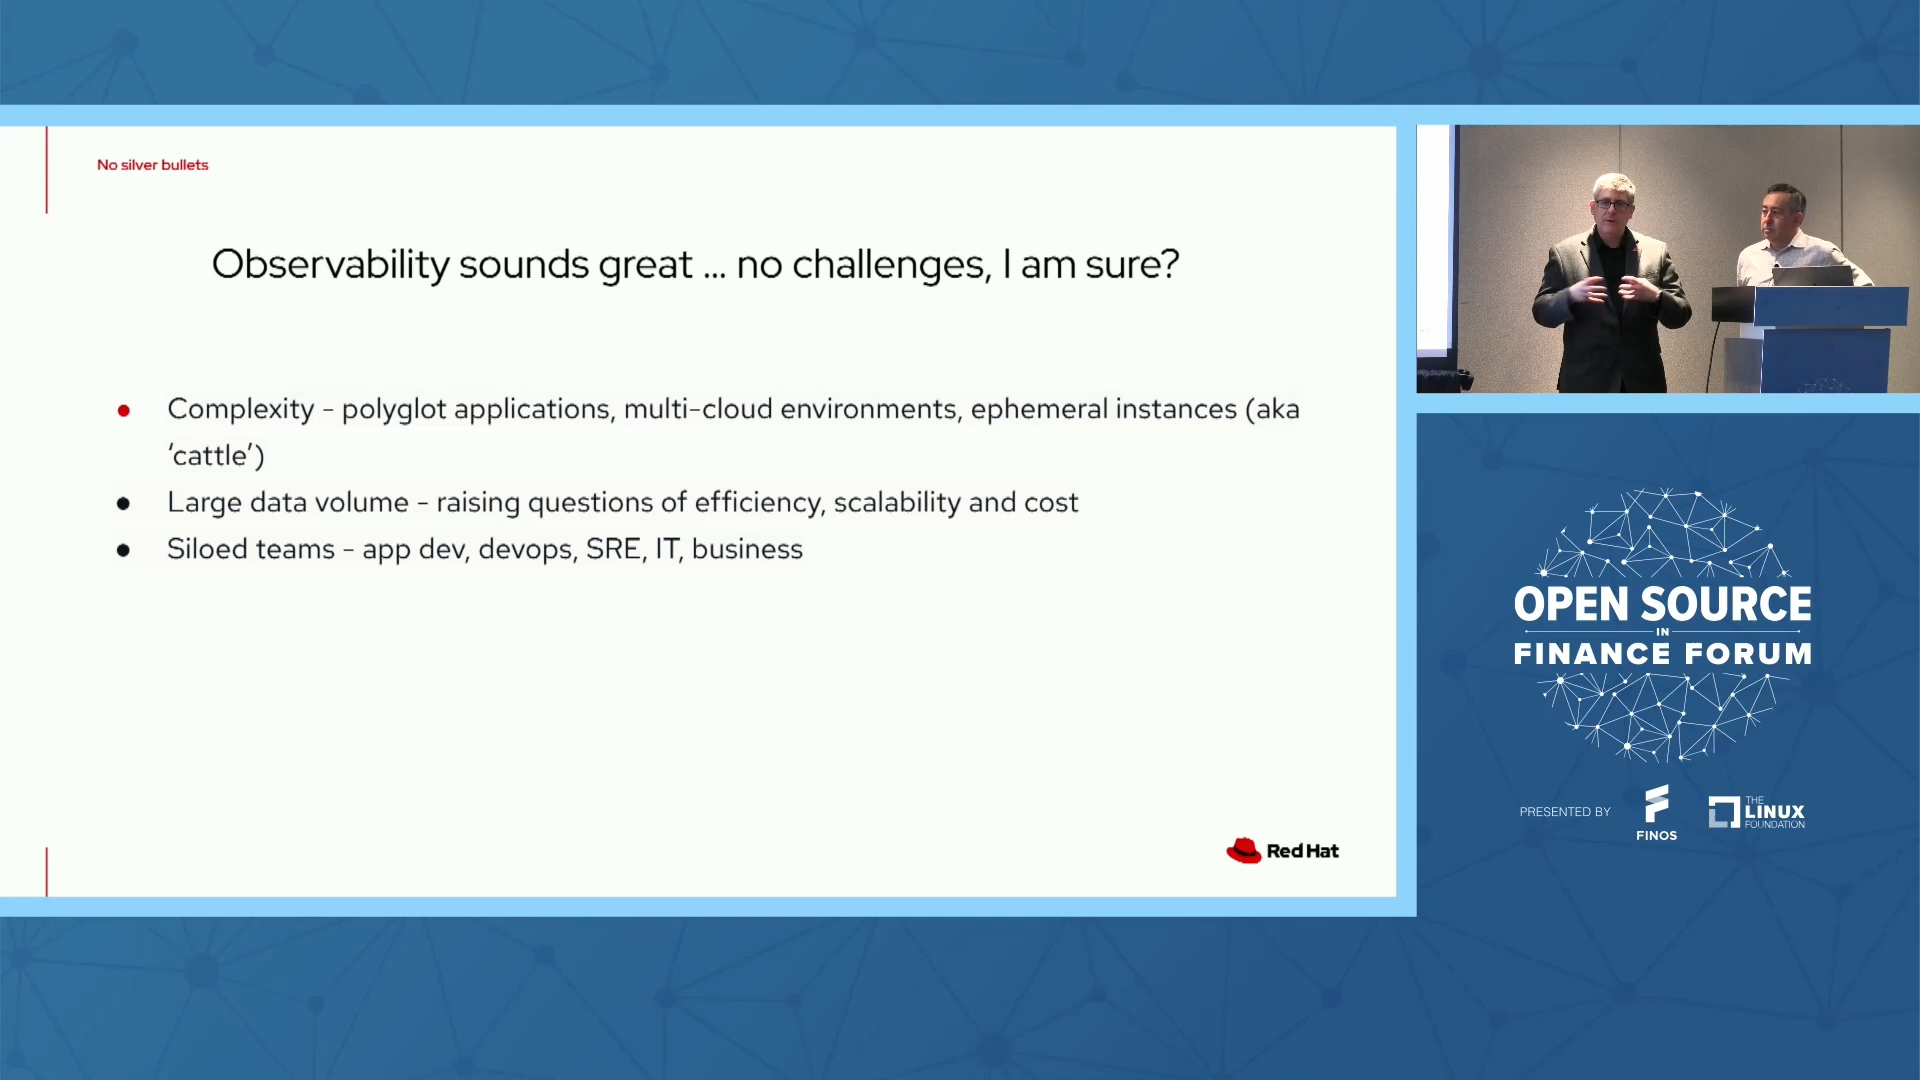 No silver bullets
Observability sounds great ... no challenges, I am sure?
● Complexity - polyglot applications, multi-cloud environments, ephemeral instances (aka
‘cattle’)
● Large data volume - raising questions of efficiency, scalability and cost
● Siloed teams - app dev, devops, SRE, IT, business
Red Hat
OPEN SOURCE
IN
FINANCE FORUM
PRESENTED BY
FINOS
THE
LINUX
FOUNDATION